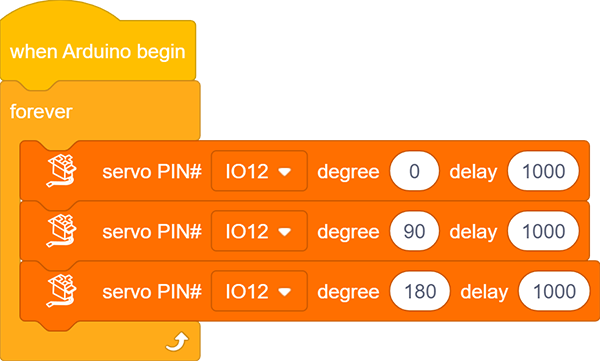 when Arduino begin
forever
servo PIN# IO12 degree 0 delay 1000
servo PIN# IO12 degree 90 delay 1000
servo PIN# IO12 degree 180 delay 1000